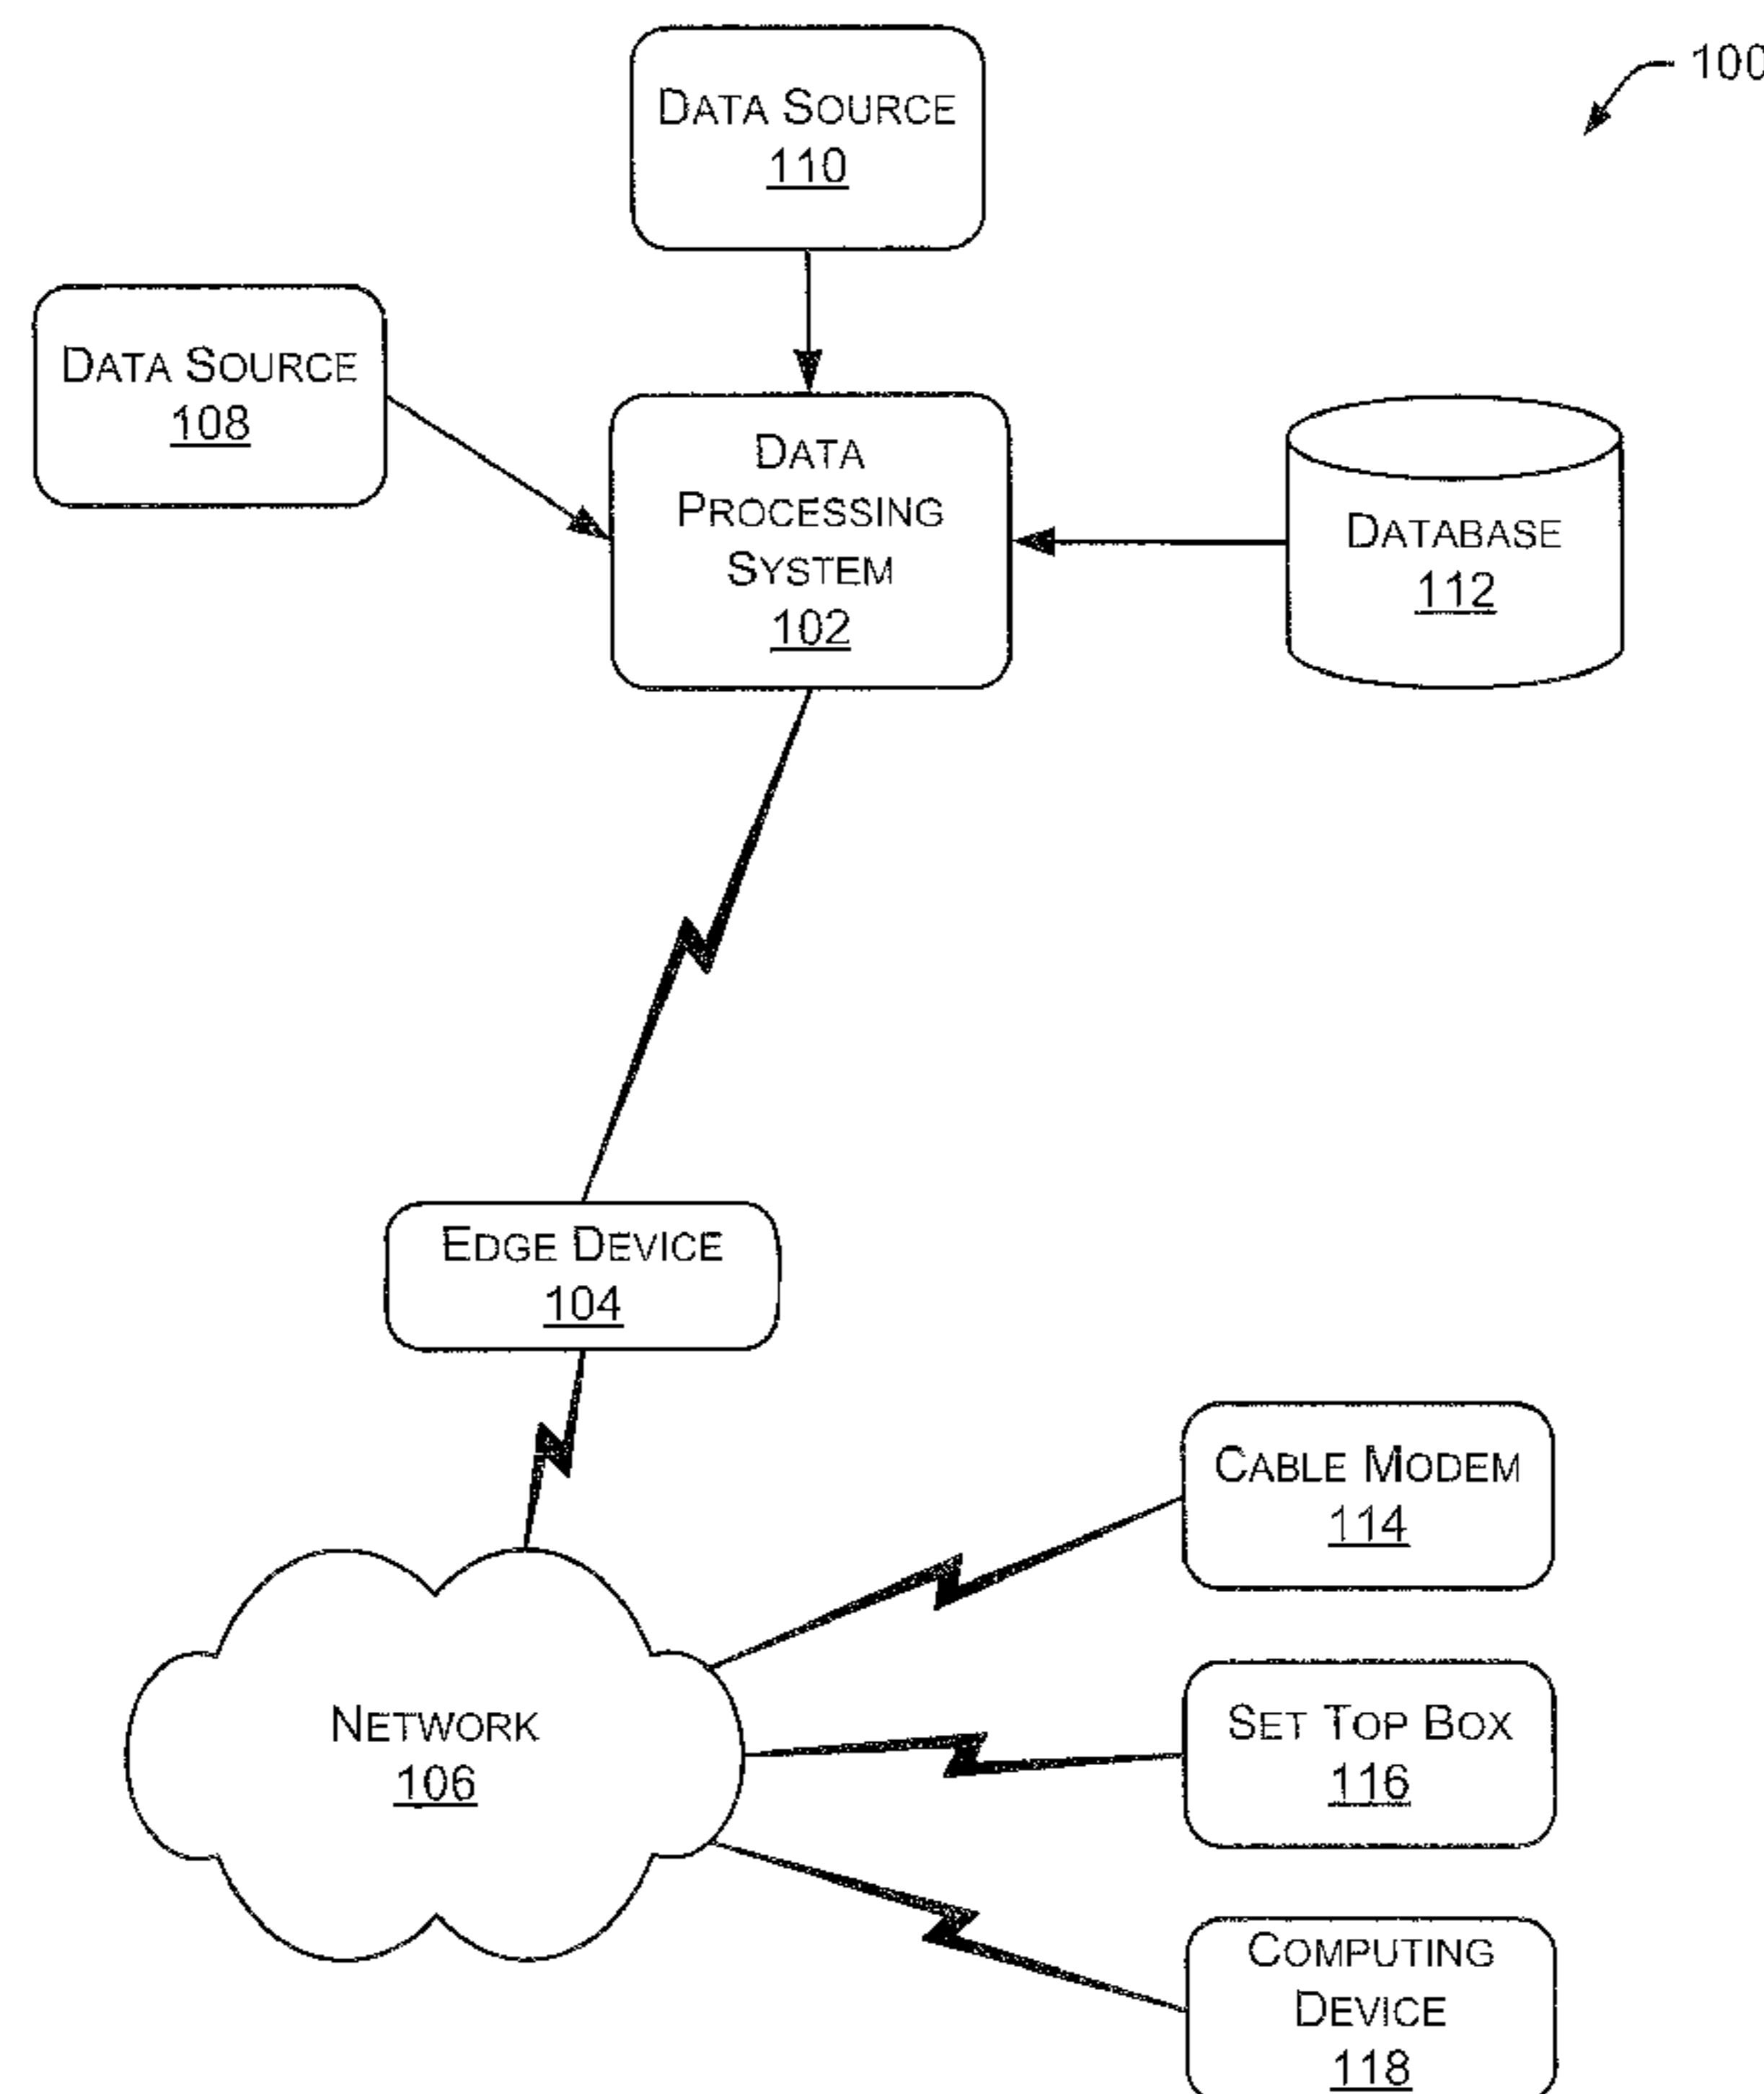 100
DATA SOURCE
110
DATA SOURCE
108
DATA
PROCESSING
SYSTEM
102
DATABASE
112
EDGE DEVICE
104
CABLE MODEM
114
NETWORK
106
SET TOP BOX
116
COMPUTING
DEVICE
118